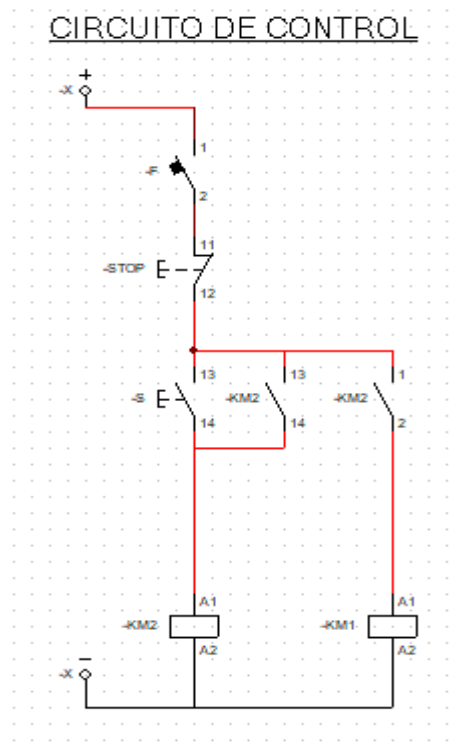 CIRCUITO DE CONTROL
+
-X
1
-F
2
11
-STOP
12
13 13 1
-S -KM2 -KM2
14 14 2
A1 A1
-KM2 -KM1
A2 A2
-
-X